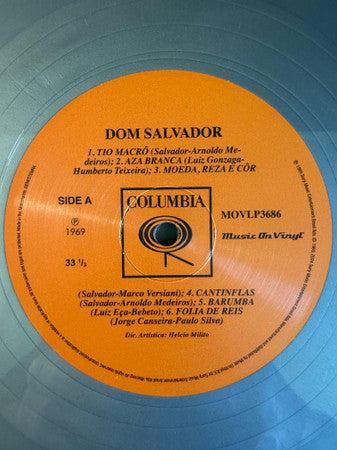 DOM SALVADOR
1. TIO MACRÔ (Salvador-Arnoldo Me-
deiros); 2. AZA BRANCA (Luiz Gonzaga-
Humberto Teixeira); 3. MOEDA, REZA E CÔR
SIDE A
℗
1969
33 1/3
COLUMBIA
MOVLP3686
Music On Vinyl®
(Salvador-Marco Versiani); 4. CANTINFLAS
(Salvador-Arnoldo Medeiros); 5. BARUMBA
(Luiz Eça-Bebeto); 6. FOLIA DE REIS
(Jorge Canseira-Paulo Silva)
Dir. Artística: Helcio Milito